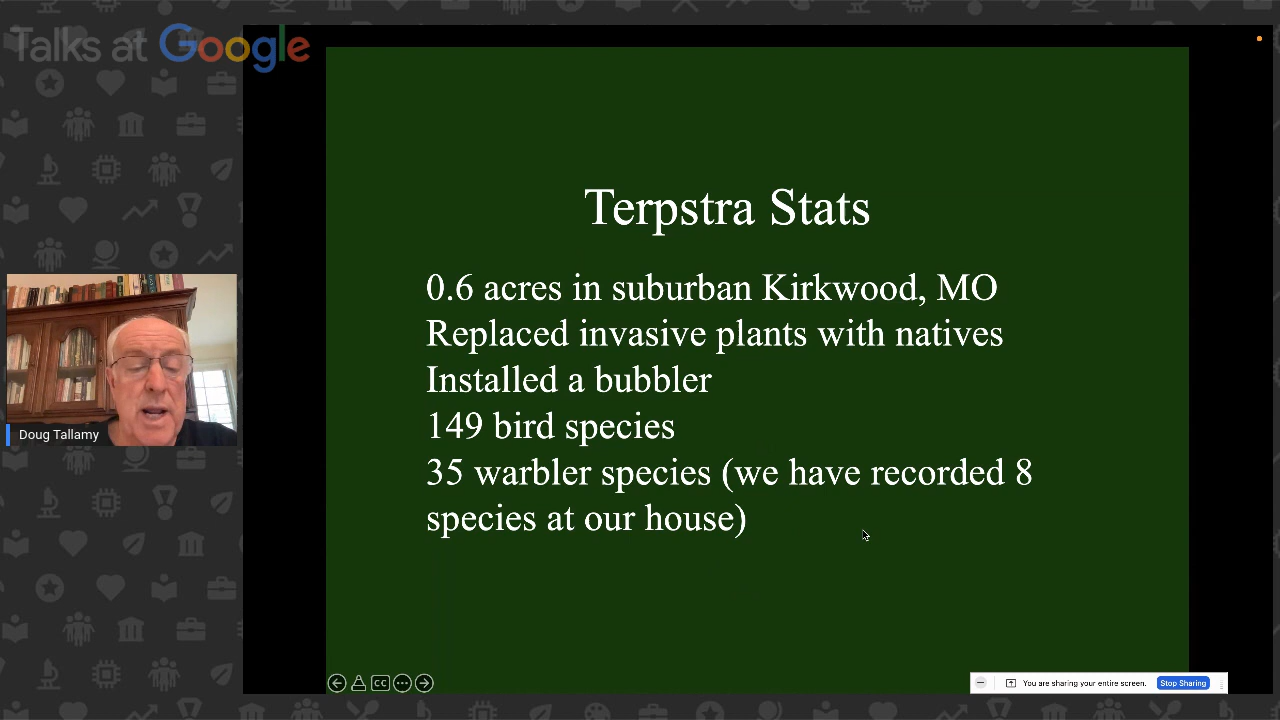 Talks at Google
Terpstra Stats
0.6 acres in suburban Kirkwood, MO
Replaced invasive plants with natives
Installed a bubbler
149 bird species
35 warbler species (we have recorded 8
species at our house)
Doug Tallamy
CC
You are sharing your entire screen.
Stop Sharing